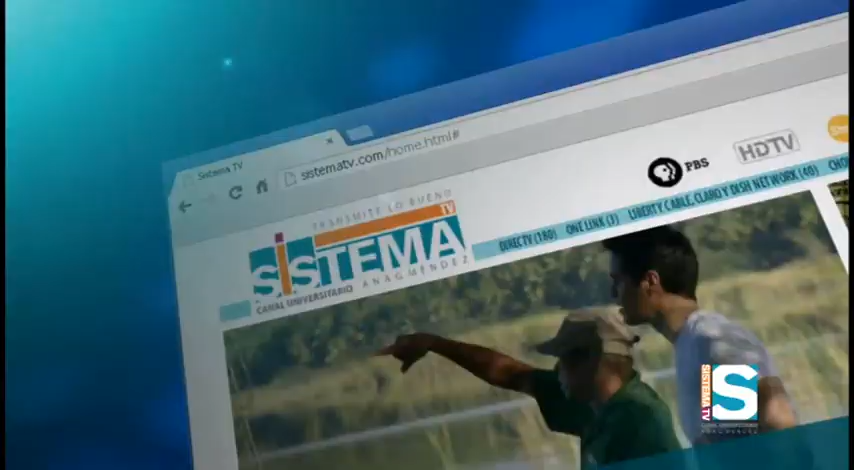 Sistema TV
sistematv.com/home.html#
PBS
HDTV
TRANSMITE LO BUENO
SISTEMA TV
CANAL UNIVERSITARIO ANA G. MÉNDEZ
DIRECTV (180) ONE LINK (3) LIBERTY CABLE, CLARO Y DISH NETWORK (40)
SISTEMA TV
S